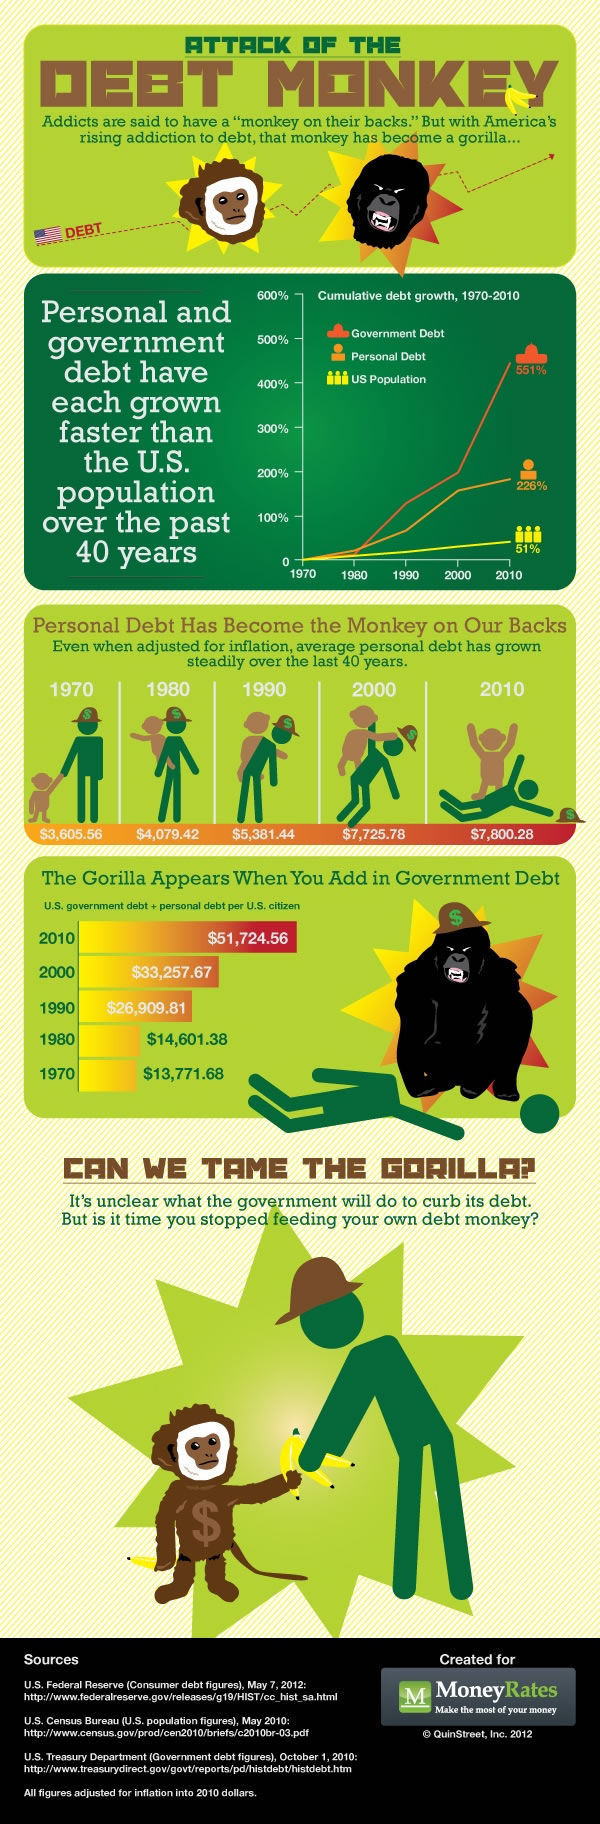 ATTACK OF THE
DEBT MONKEY
Addicts are said to have a “monkey on their backs.” But with America’s
rising addiction to debt, that monkey has become a gorilla...
DEBT
Personal and
government
debt have
each grown
faster than
the U.S.
population
over the past
40 years
Cumulative debt growth, 1970-2010
600%
500%
400%
300%
200%
100%
0
Government Debt
Personal Debt
US Population
551%
226%
51%
1970 1980 1990 2000 2010
Personal Debt Has Become the Monkey on Our Backs
Even when adjusted for inflation, average personal debt has grown
steadily over the last 40 years.
1970 1980 1990 2000 2010
$ $ $ $ $
$3,605.56 $4,079.42 $5,381.44 $7,725.78 $7,800.28
The Gorilla Appears When You Add in Government Debt
U.S. government debt + personal debt per U.S. citizen
$
2010 $51,724.56
2000 $33,257.67
1990 $26,909.81
1980 $14,601.38
1970 $13,771.68
CAN WE TAME THE GORILLA?
It’s unclear what the government will do to curb its debt.
But is it time you stopped feeding your own debt monkey?
$
Sources
U.S. Federal Reserve (Consumer debt figures), May 7, 2012:
http://www.federalreserve.gov/releases/g19/HIST/cc_hist_sa.html
U.S. Census Bureau (U.S. population figures), May 2010:
http://www.census.gov/prod/cen2010/briefs/c2010br-03.pdf
U.S. Treasury Department (Government debt figures), October 1, 2010:
http://www.treasurydirect.gov/govt/reports/pd/histdebt/histdebt.htm
All figures adjusted for inflation into 2010 dollars.
Created for
M MoneyRates
Make the most of your money
© QuinStreet, Inc. 2012